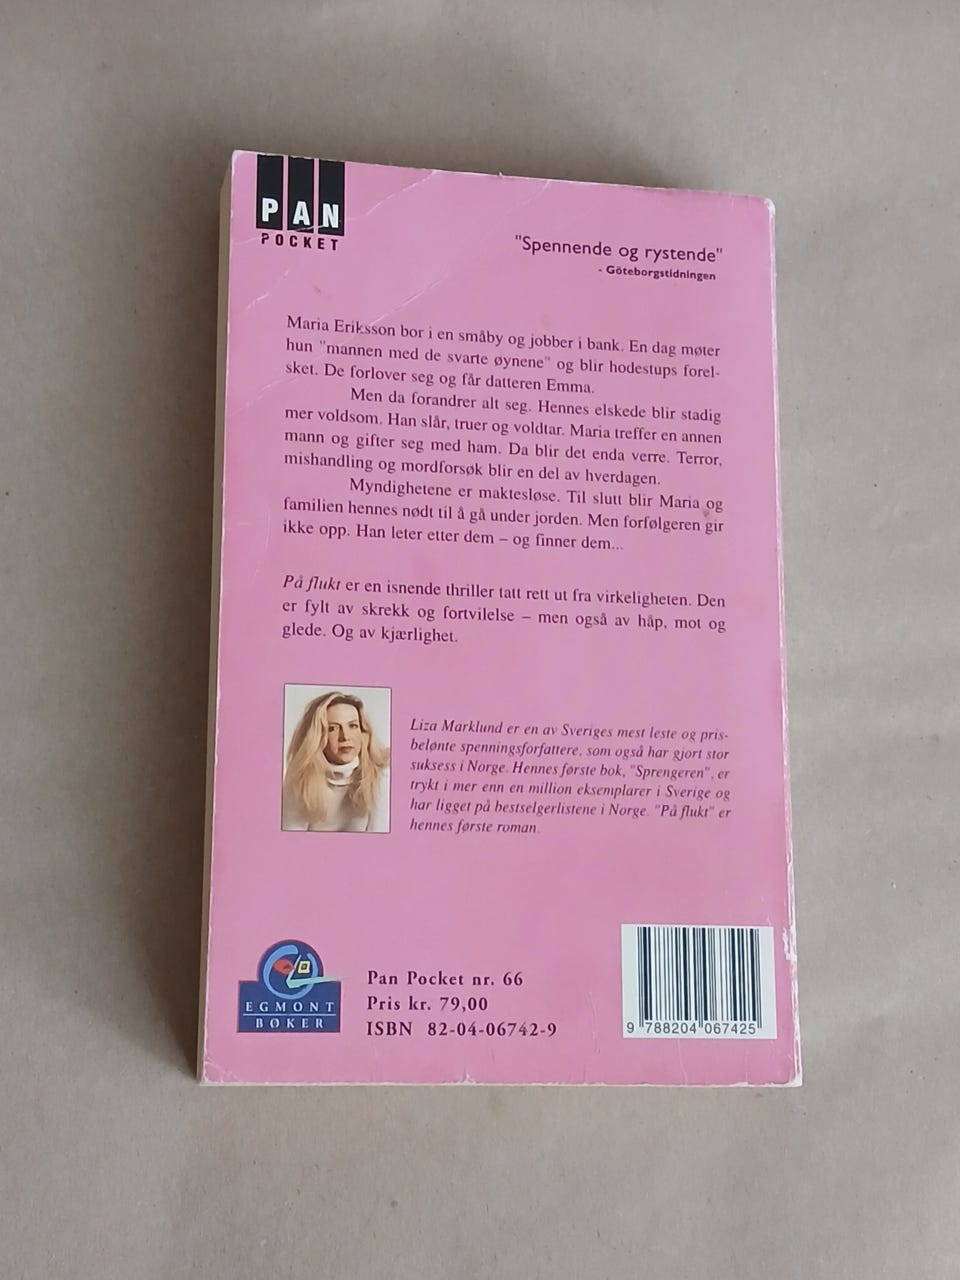 PAN
POCKET
"Spennende og rystende"
- Göteborgstidningen
Maria Eriksson bor i en småby og jobber i bank. En dag møter
hun "mannen med de svarte øynene" og blir hodestups forel-
sket. De forlover seg og får datteren Emma.
Men da forandrer alt seg. Hennes elskede blir stadig
mer voldsom. Han slår, truer og voldtar. Maria treffer en annen
mann og gifter seg med ham. Da blir det enda verre. Terror,
mishandling og mordforsøk blir en del av hverdagen.
Myndighetene er maktesløse. Til slutt blir Maria og
familien hennes nødt til å gå under jorden. Men forfølgeren gir
ikke opp. Han leter etter dem – og finner dem...
På flukt er en isnende thriller tatt rett ut fra virkeligheten. Den
er fylt av skrekk og fortvilelse – men også av håp, mot og
glede. Og av kjærlighet.
Liza Marklund er en av Sveriges mest leste og pris-
belønte spenningsforfattere, som også har gjort stor
suksess i Norge. Hennes første bok, "Sprengeren", er
trykt i mer enn en million eksemplarer i Sverige og
har ligget på bestselgerlistene i Norge. "På flukt" er
hennes første roman.
EGMONT
BØKER
Pan Pocket nr. 66
Pris kr. 79,00
ISBN 82-04-06742-9
9 788204 067425